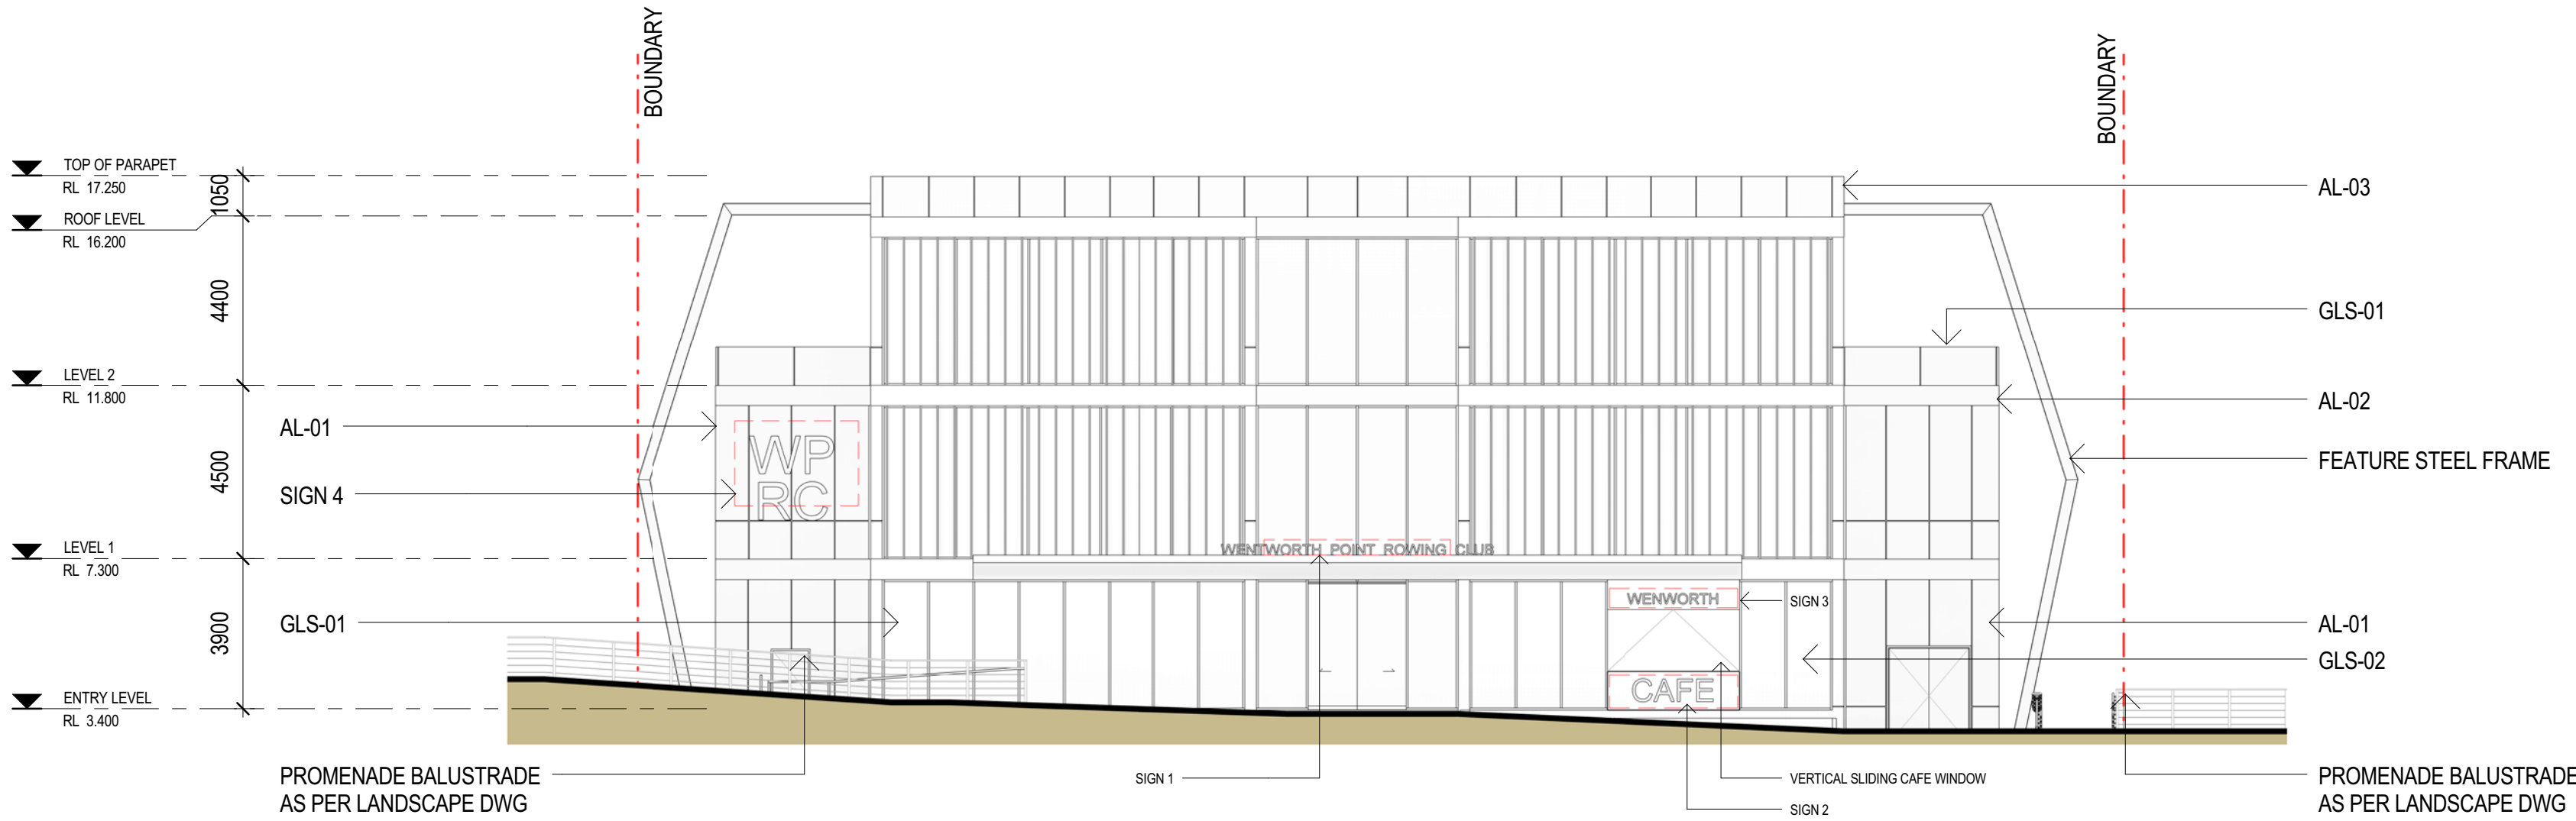 BOUNDARY
BOUNDARY
TOP OF PARAPET
RL 17.250
1050
ROOF LEVEL
RL 16.200
4400
LEVEL 2
RL 11.800
4500
LEVEL 1
RL 7.300
3900
ENTRY LEVEL
RL 3.400
AL-01
SIGN 4
GLS-01
PROMENADE BALUSTRADE
AS PER LANDSCAPE DWG
WP
RC
WENTWORTH POINT ROWING CLUB
WENWORTH
CAFE
SIGN 3
SIGN 1
VERTICAL SLIDING CAFE WINDOW
SIGN 2
AL-03
GLS-01
AL-02
FEATURE STEEL FRAME
AL-01
GLS-02
PROMENADE BALUSTRADE
AS PER LANDSCAPE DWG